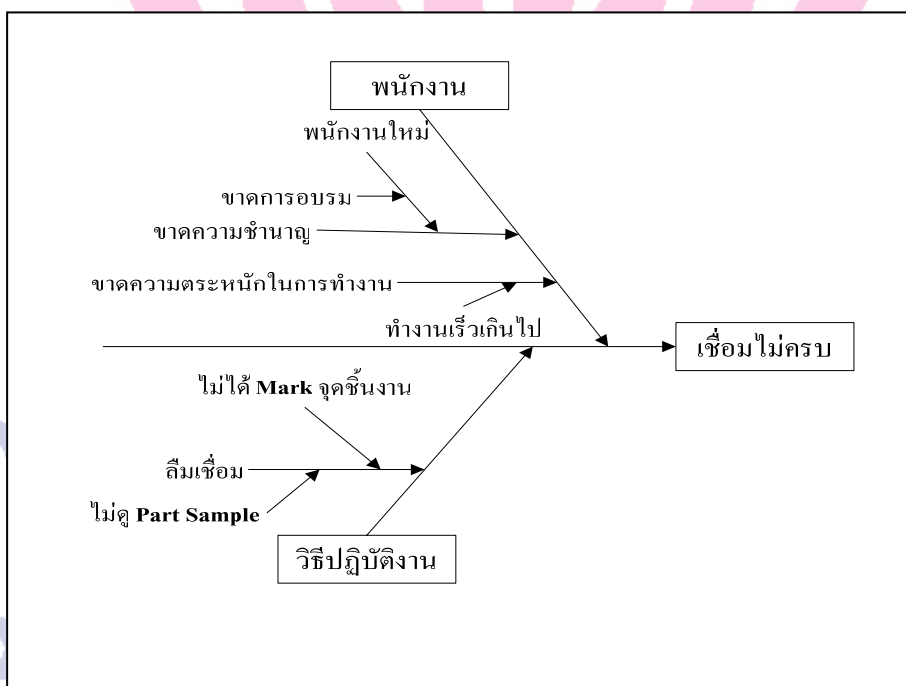 พนักงาน
พนักงานใหม่
ขาดการอบรม
ขาดความชำนาญ
ขาดความตระหนักในการทำงาน
ทำงานเร็วเกินไป
เชื่อมไม่ครบ
ไม่ได้ Mark จุดชิ้นงาน
ลืมเชื่อม
ไม่ดู Part Sample
วิธีปฏิบัติงาน